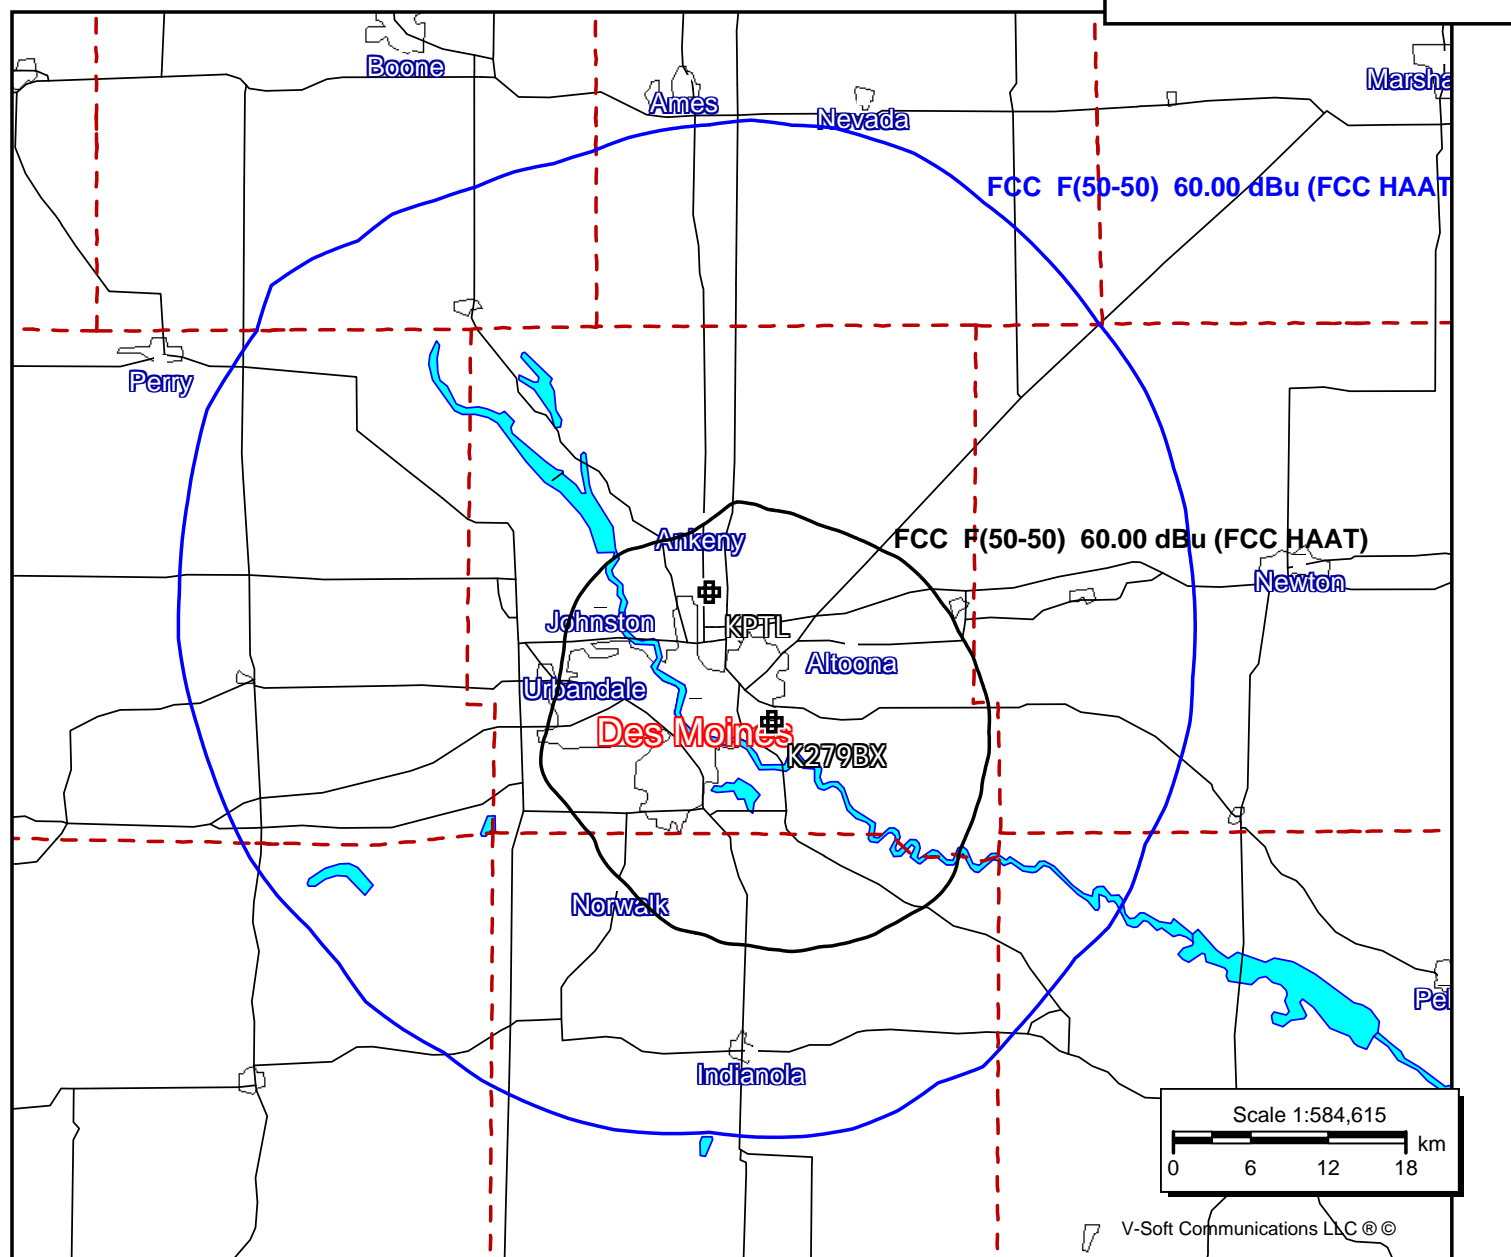 Boone
Ames
Nevada
Marsha
FCC F(50-50) 60.00 dBu (FCC HAAT
Perry
Ankeny
FCC F(50-50) 60.00 dBu (FCC HAAT)
Newton
Johnston
KPTL
Altoona
Urbandale
Des Moines
K279BX
Norwalk
Pel
Indianola
Scale 1:584,615
km
0 6 12 18
V-Soft Communications LLC ® ©